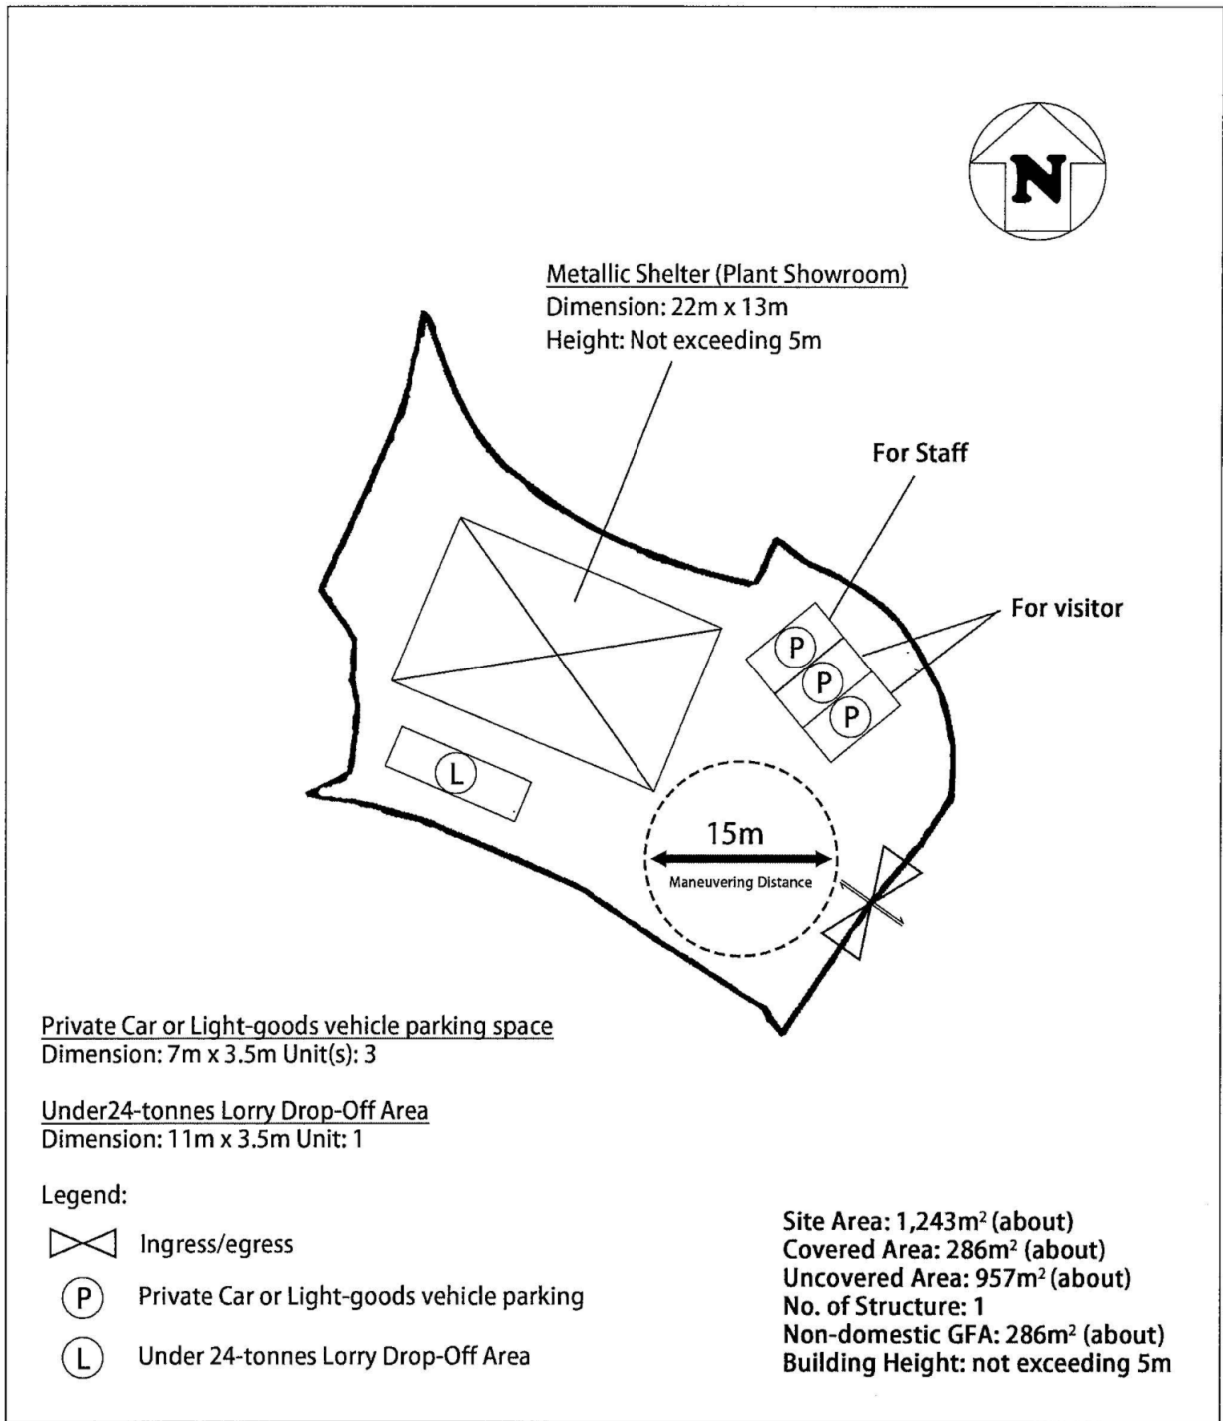 N
Metallic Shelter (Plant Showroom)
Dimension: 22m x 13m
Height: Not exceeding 5m
For Staff
For visitor
P
P
P
L
15m
Maneuvering Distance
Private Car or Light-goods vehicle parking space
Dimension: 7m x 3.5m Unit(s): 3
Under24-tonnes Lorry Drop-Off Area
Dimension: 11m x 3.5m Unit: 1
Legend:
Ingress/egress
P Private Car or Light-goods vehicle parking
L Under 24-tonnes Lorry Drop-Off Area
Site Area: 1,243m² (about)
Covered Area: 286m² (about)
Uncovered Area: 957m² (about)
No. of Structure: 1
Non-domestic GFA: 286m² (about)
Building Height: not exceeding 5m